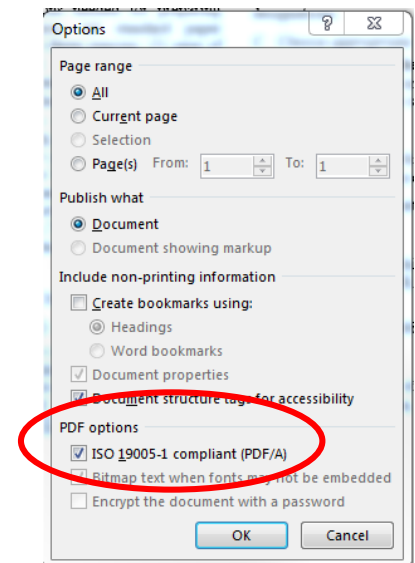 Options
Page range
All
Current page
Selection
Page(s) From: 1 To: 1
Publish what
Document
Document showing markup
Include non-printing information
Create bookmarks using:
Headings
Word bookmarks
Document properties
Document structure tags for accessibility
PDF options
ISO 19005-1 compliant (PDF/A)
Bitmap text when fonts may not be embedded
Encrypt the document with a password
OK Cancel